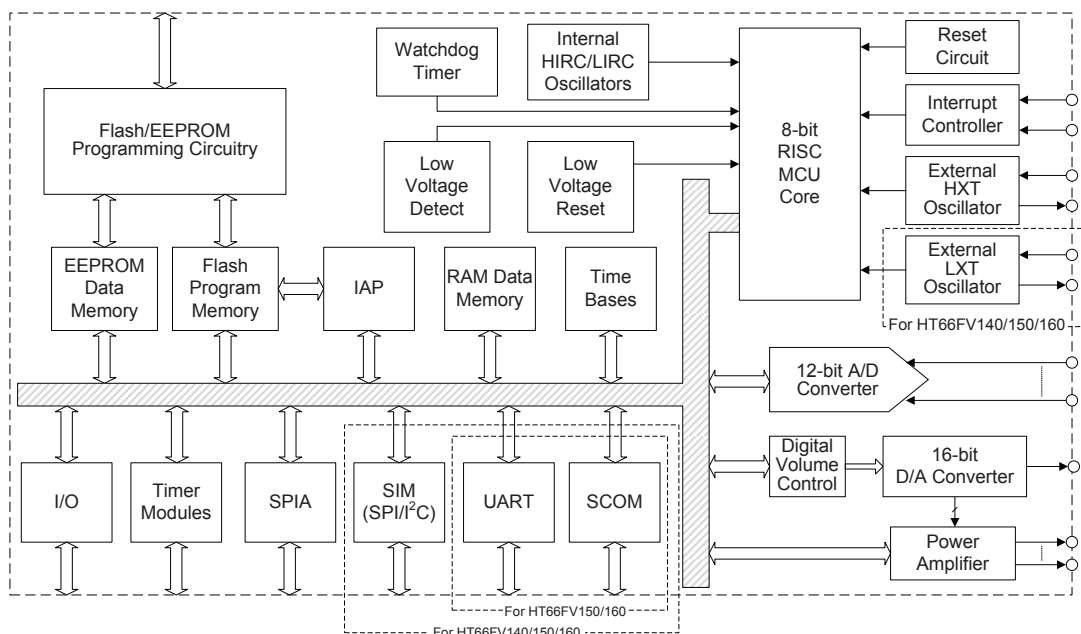 Watchdog
Timer
Internal
HIRC/LIRC
Oscillators
Reset
Circuit
Flash/EEPROM
Programming Circuitry
Interrupt
Controller
8-bit
RISC
MCU
Core
Low
Voltage
Detect
Low
Voltage
Reset
External
HXT
Oscillator
EEPROM
Data
Memory
Flash
Program
Memory
IAP
RAM Data
Memory
Time
Bases
External
LXT
Oscillator
For HT66FV140/150/160
12-bit A/D
Converter
Digital
Volume
Control
16-bit
D/A Converter
I/O
Timer
Modules
SPIA
SIM
(SPI/I²C)
UART
SCOM
Power
Amplifier
For HT66FV150/160
For HT66FV140/150/160